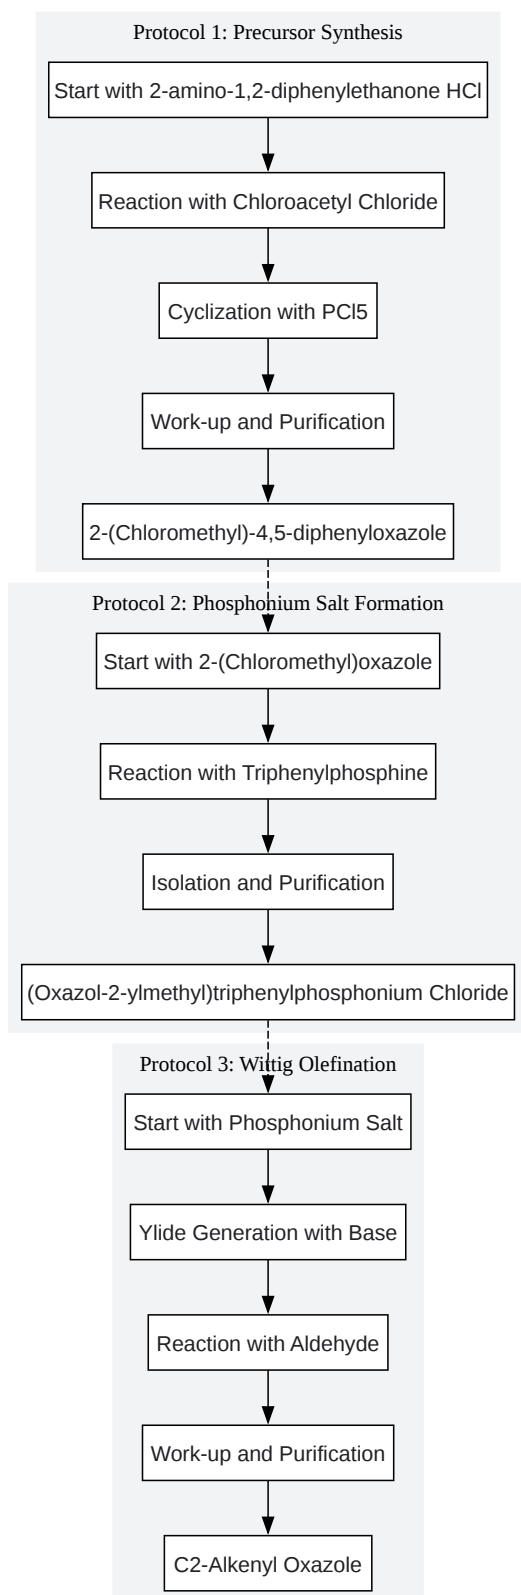 Protocol 1: Precursor Synthesis
Start with 2-amino-1,2-diphenylethanone HCl
Reaction with Chloroacetyl Chloride
Cyclization with PCl5
Work-up and Purification
2-(Chloromethyl)-4,5-diphenyloxazole
Protocol 2: Phosphonium Salt Formation
Start with 2-(Chloromethyl)oxazole
Reaction with Triphenylphosphine
Isolation and Purification
(Oxazol-2-ylmethyl)triphenylphosphonium Chloride
Protocol 3: Wittig Olefination
Start with Phosphonium Salt
Ylide Generation with Base
Reaction with Aldehyde
Work-up and Purification
C2-Alkenyl Oxazole